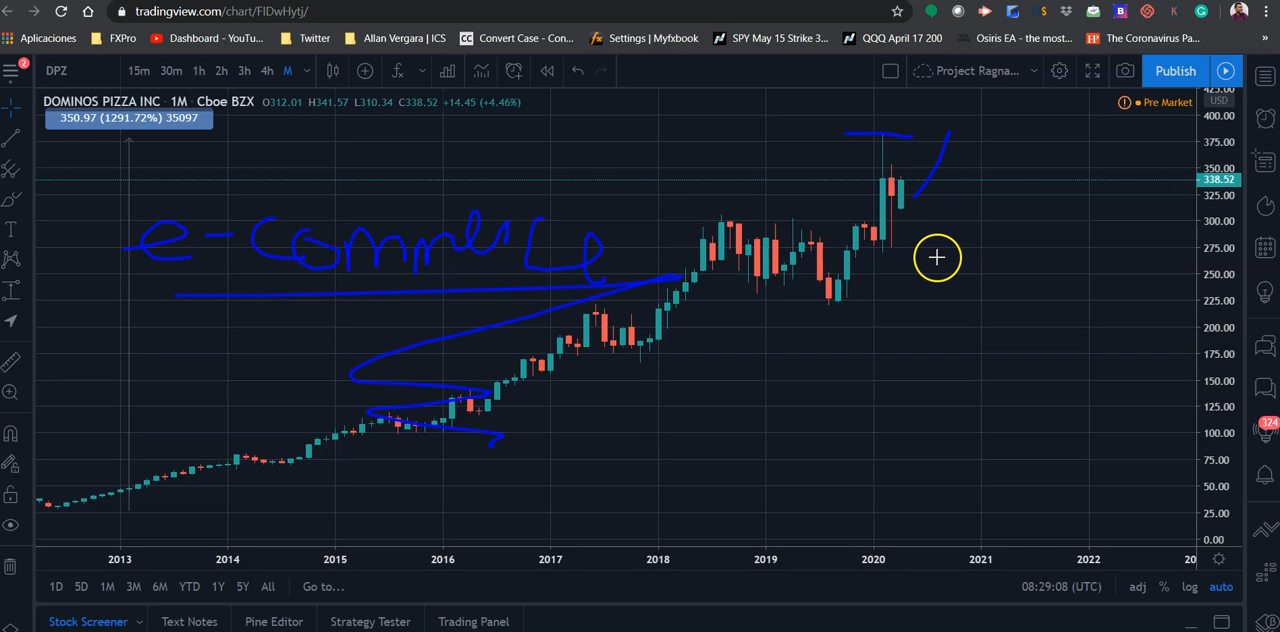 tradingview.com/chart/FIDwHytj/
Aplicaciones FXPro Dashboard - YouTu... Twitter Allan Vergara | ICS CC Convert Case - Con... Settings | Myfxbook SPY May 15 Strike 3... QQQ April 17 200 Osiris EA - the most... The Coronavirus Pa... »
2 DPZ 15m 30m 1h 2h 3h 4h M Project Ragna... Publish
DOMINOS PIZZA INC · 1M · Cboe BZX O312.01 H341.57 L310.34 C338.52 +14.45 (+4.46%)
Pre Market
USD
350.97 (1291.72%) 35097
e-commerce
425.00
400.00
375.00
350.00
338.52
325.00
300.00
275.00
250.00
225.00
200.00
175.00
150.00
125.00
100.00
75.00
50.00
25.00
0.00
324
2013 2014 2015 2016 2017 2018 2019 2020 2021 2022 20
1D 5D 1M 3M 6M YTD 1Y 5Y All Go to... 08:29:08 (UTC) adj % log auto
Stock Screener Text Notes Pine Editor Strategy Tester Trading Panel